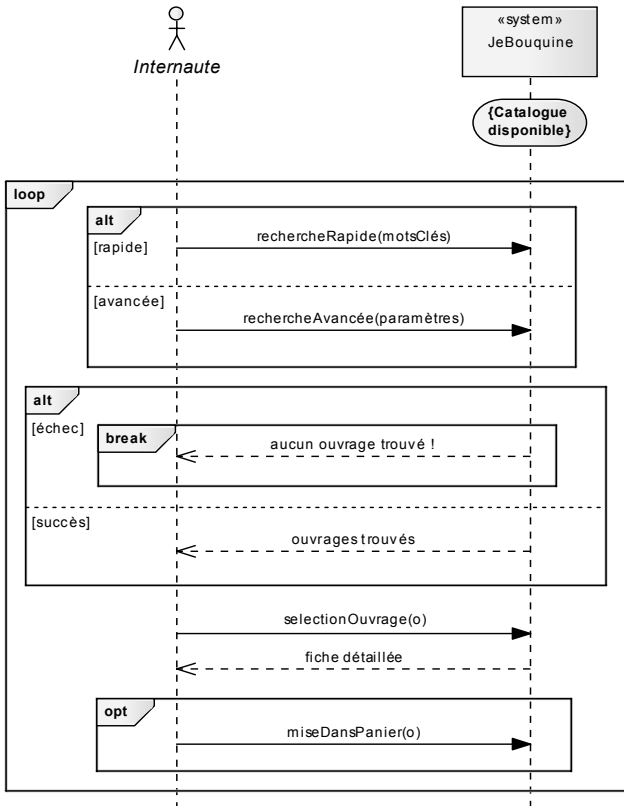 «system»
JeBouquine
Internaute
{Catalogue
disponible}
loop
alt
[rapide]
rechercheRapide(motsClés)
[avancée]
rechercheAvancée(paramètres)
alt
[échec]
break
aucun ouvrage trouvé !
[succès]
ouvrages trouvés
selectionOuvrage(o)
fiche détaillée
opt
miseDansPanier(o)